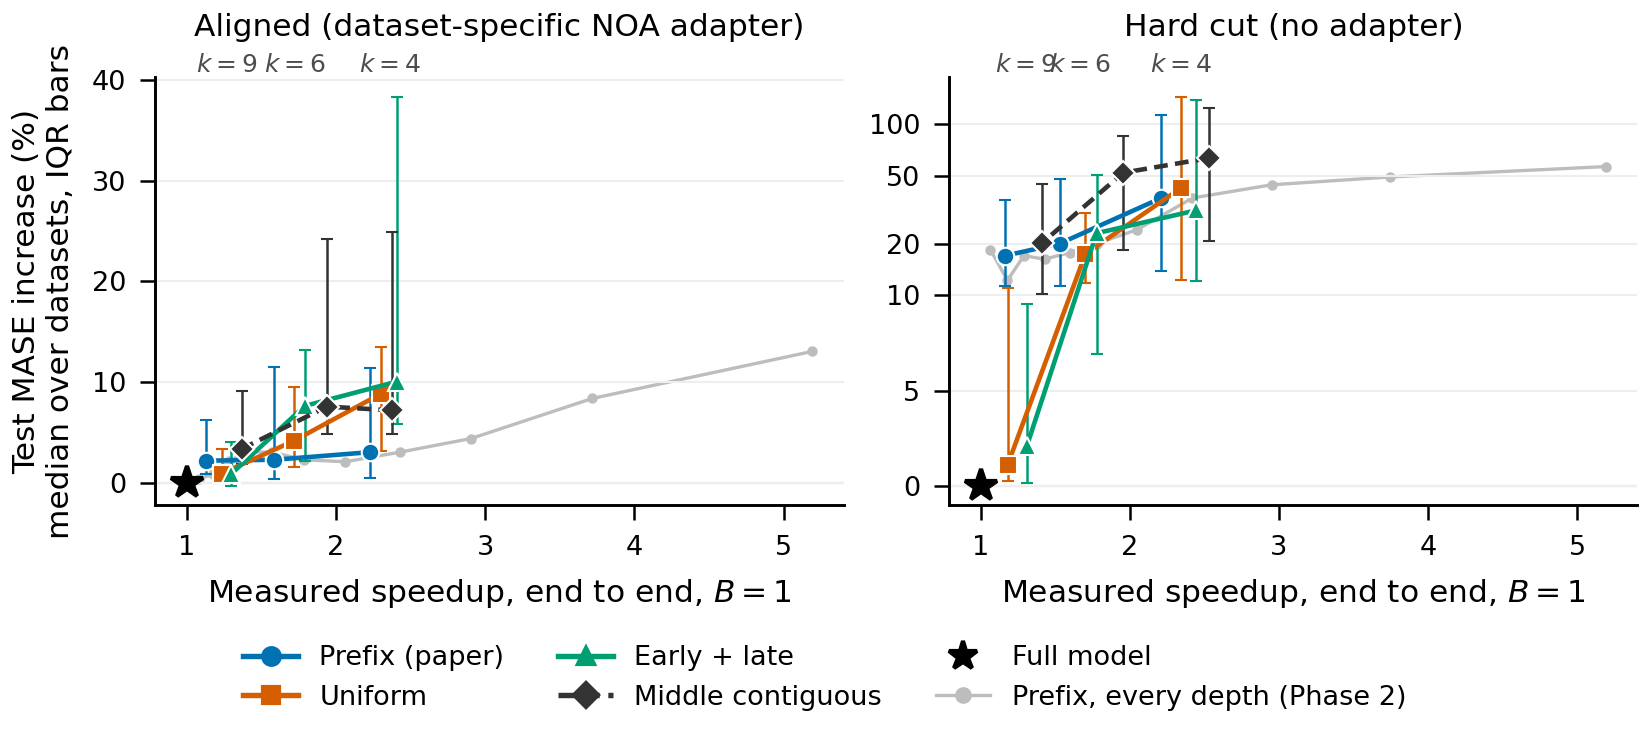 Aligned (dataset-specific NOA adapter)
k = 9 k = 6 k = 4
Test MASE increase (%)
median over datasets, IQR bars
40
30
20
10
0
1 2 3 4 5
Measured speedup, end to end, B = 1
Hard cut (no adapter)
k = 9 k = 6 k = 4
100
50
20
10
5
0
1 2 3 4 5
Measured speedup, end to end, B = 1
Prefix (paper)
Uniform
Early + late
Middle contiguous
Full model
Prefix, every depth (Phase 2)